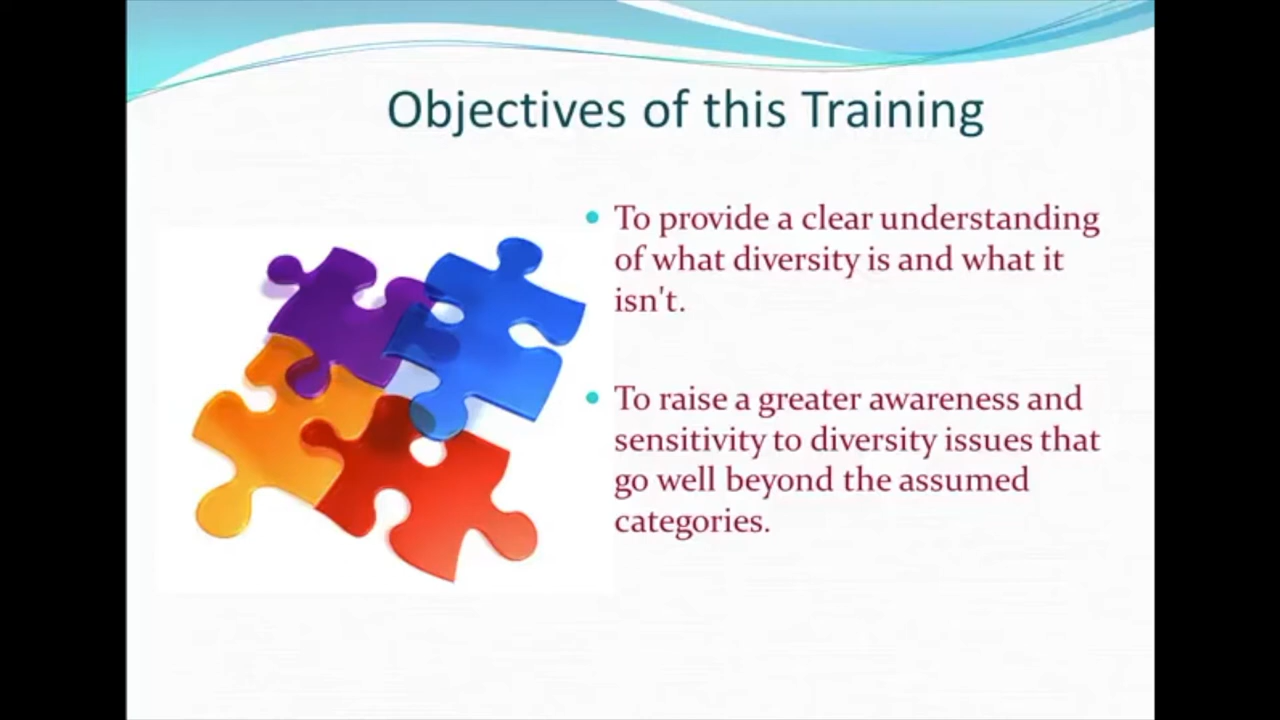 Objectives of this Training
• To provide a clear understanding
of what diversity is and what it
isn't.
• To raise a greater awareness and
sensitivity to diversity issues that
go well beyond the assumed
categories.